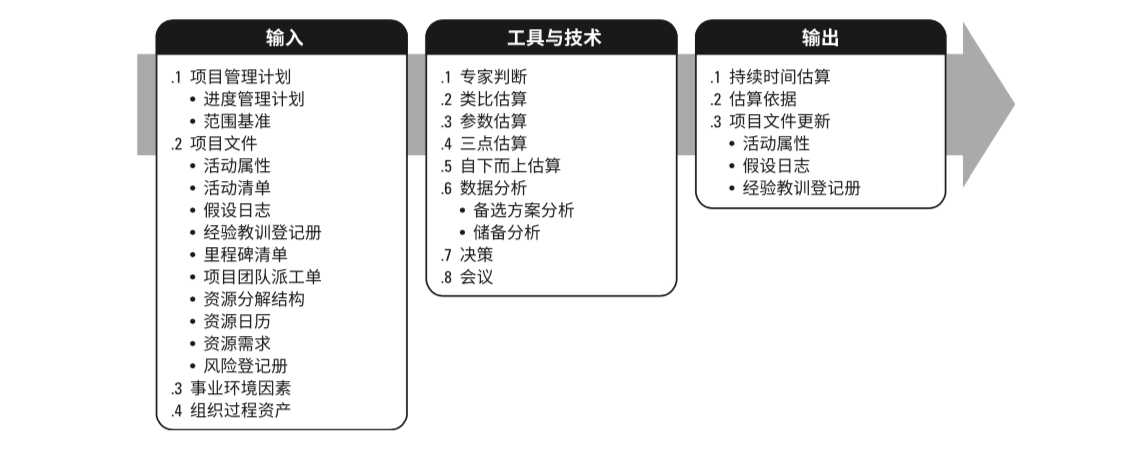 输入
.1 项目管理计划
• 进度管理计划
• 范围基准
.2 项目文件
• 活动属性
• 活动清单
• 假设日志
• 经验教训登记册
• 里程碑清单
• 项目团队派工单
• 资源分解结构
• 资源日历
• 资源需求
• 风险登记册
.3 事业环境因素
.4 组织过程资产
工具与技术
.1 专家判断
.2 类比估算
.3 参数估算
.4 三点估算
.5 自下而上估算
.6 数据分析
• 备选方案分析
• 储备分析
.7 决策
.8 会议
输出
.1 持续时间估算
.2 估算依据
.3 项目文件更新
• 活动属性
• 假设日志
• 经验教训登记册